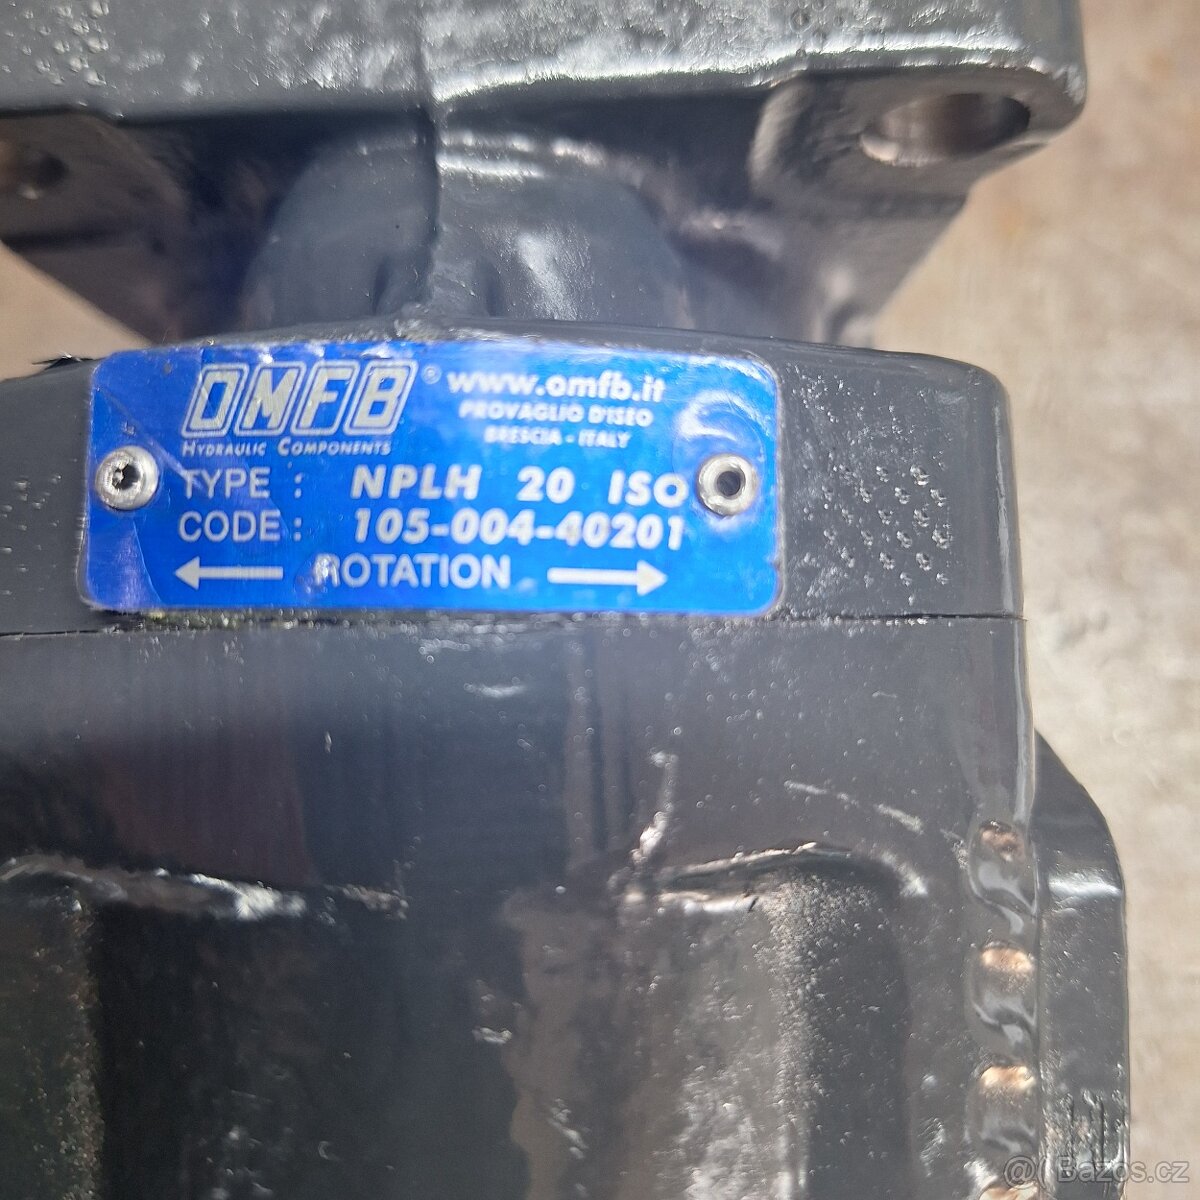 OMFB ® www.omfb.it
PROVAGLIO D'ISEO
HYDRAULIC COMPONENTS BRESCIA - ITALY
TYPE : NPLH 20 ISO
CODE : 105-004-40201
← ROTATION →
@ Bazos.cz